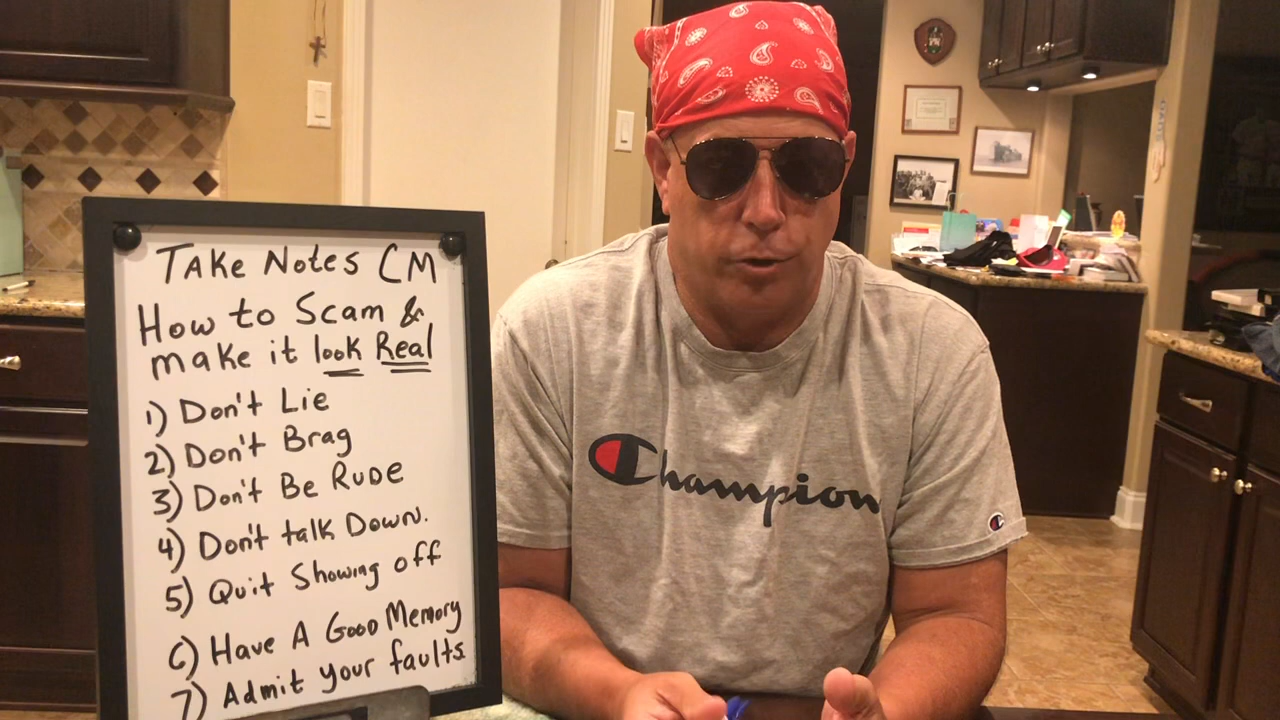 Take Notes CM
How to Scam &
make it look Real
1) Don't Lie
2) Don't Brag
3) Don't Be Rude
4) Don't talk Down.
5) Quit Showing off
6) Have A Good Memory
7) Admit your faults
Champion